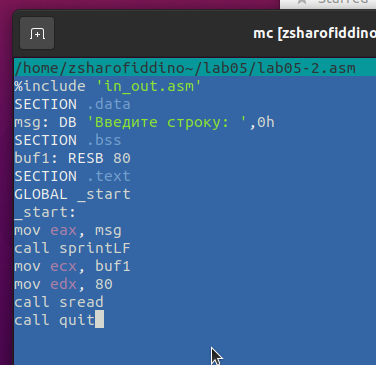 Starred
mc [zsharofiddino
/home/zsharofiddino~/lab05/lab05-2.asm
%include 'in_out.asm'
SECTION .data
msg: DB 'Введите строку: ',0h
SECTION .bss
buf1: RESB 80
SECTION .text
GLOBAL _start
_start:
mov eax, msg
call sprintLF
mov ecx, buf1
mov edx, 80
call sread
call quit